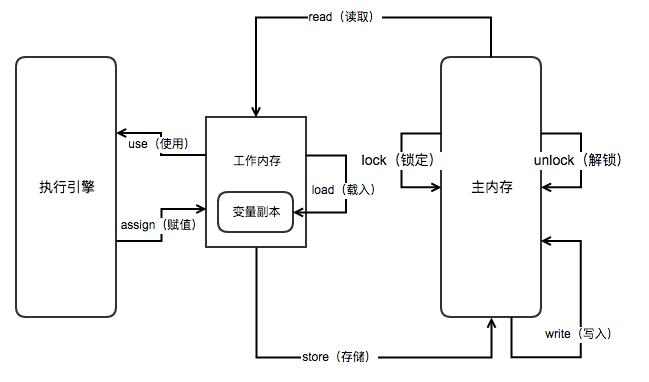 read（读取）
use（使用）
工作内存
lock（锁定）
unlock（解锁）
执行引擎
load（载入）
主内存
变量副本
assign（赋值）
write（写入）
store（存储）